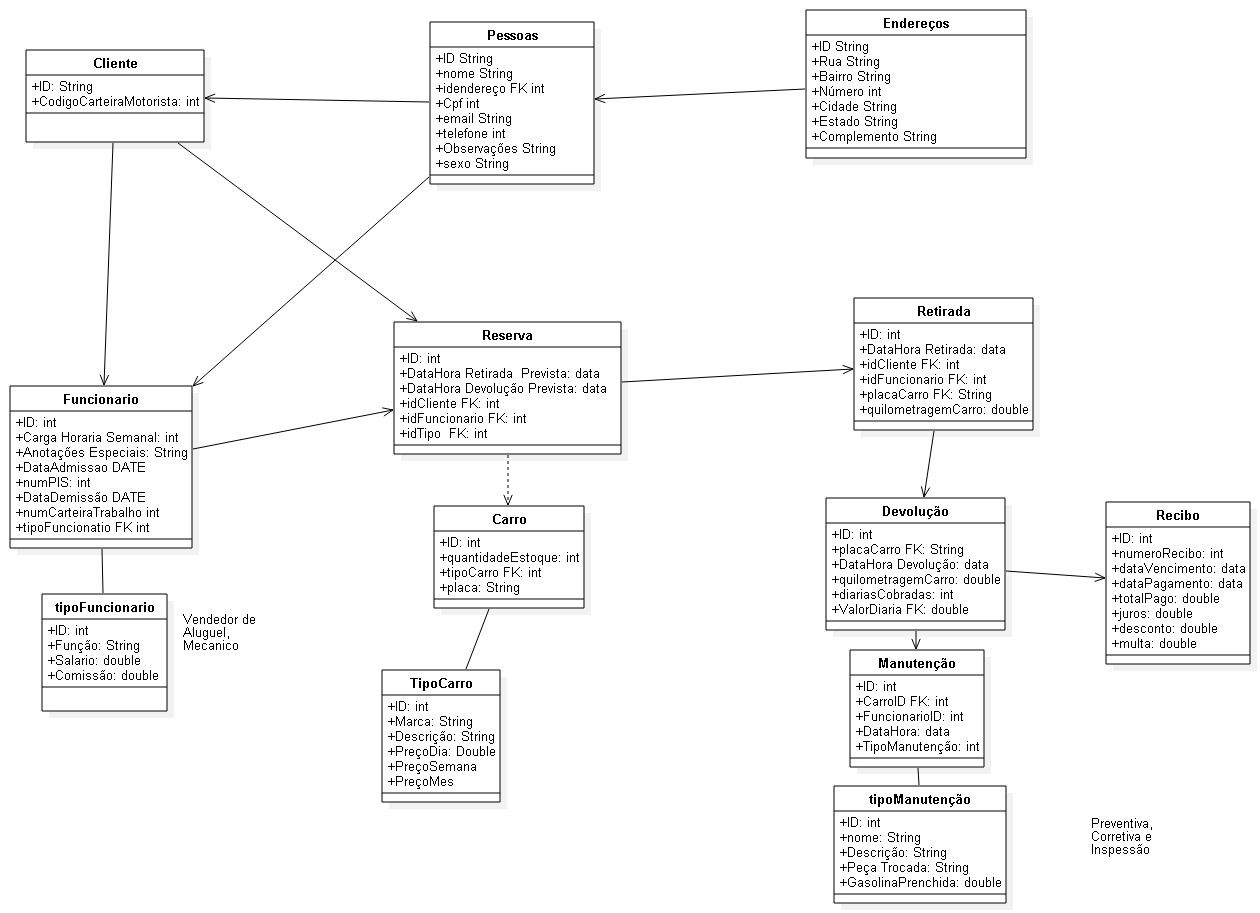 Cliente
+ID: String
+CodigoCarteiraMotorista: int
Pessoas
+ID String
+nome String
+idendereço FK int
+Cpf int
+email String
+telefone int
+Observações String
+sexo String
Endereços
+ID String
+Rua String
+Bairro String
+Número int
+Cidade String
+Estado String
+Complemento String
Funcionario
+ID: int
+Carga Horaria Semanal: int
+Anotações Especiais: String
+DataAdmissao DATE
+numPIS: int
+DataDemissão DATE
+numCarteiraTrabalho int
+tipoFuncionatio FK int
Reserva
+ID: int
+DataHora Retirada  Prevista: data
+DataHora Devolução Prevista: data
+idCliente FK: int
+idFuncionario FK: int
+idTipo  FK: int
Retirada
+ID: int
+DataHora Retirada: data
+idCliente FK: int
+idFuncionario FK: int
+placaCarro FK: String
+quilometragemCarro: double
tipoFuncionario
+ID: int
+Função: String
+Salario: double
+Comissão: double
Vendedor de
Aluguel,
Mecanico
Carro
+ID: int
+quantidadeEstoque: int
+tipoCarro FK: int
+placa: String
Devolução
+ID: int
+placaCarro FK: String
+DataHora Devolução: data
+quilometragemCarro: double
+diariasCobradas: int
+ValorDiaria FK: double
Recibo
+ID: int
+numeroRecibo: int
+dataVencimento: data
+dataPagamento: data
+totalPago: double
+juros: double
+desconto: double
+multa: double
TipoCarro
+ID: int
+Marca: String
+Descrição: String
+PreçoDia: Double
+PreçoSemana
+PreçoMes
Manutenção
+ID: int
+CarroID FK: int
+FuncionarioID: int
+DataHora: data
+TipoManutenção: int
tipoManutenção
+ID: int
+nome: String
+Descrição: String
+Peça Trocada: String
+GasolinaPrenchida: double
Preventiva,
Corretiva e
Inspessão